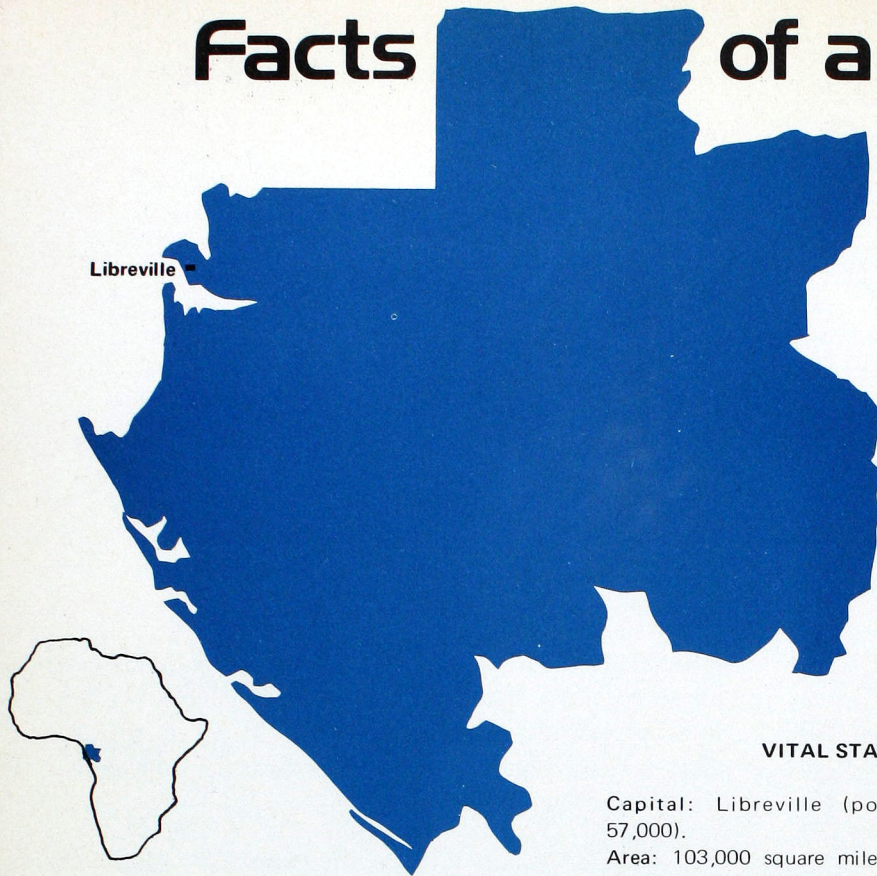 Facts of a
Libreville
VITAL STA
Capital: Libreville (po
57,000).
Area: 103,000 square mile